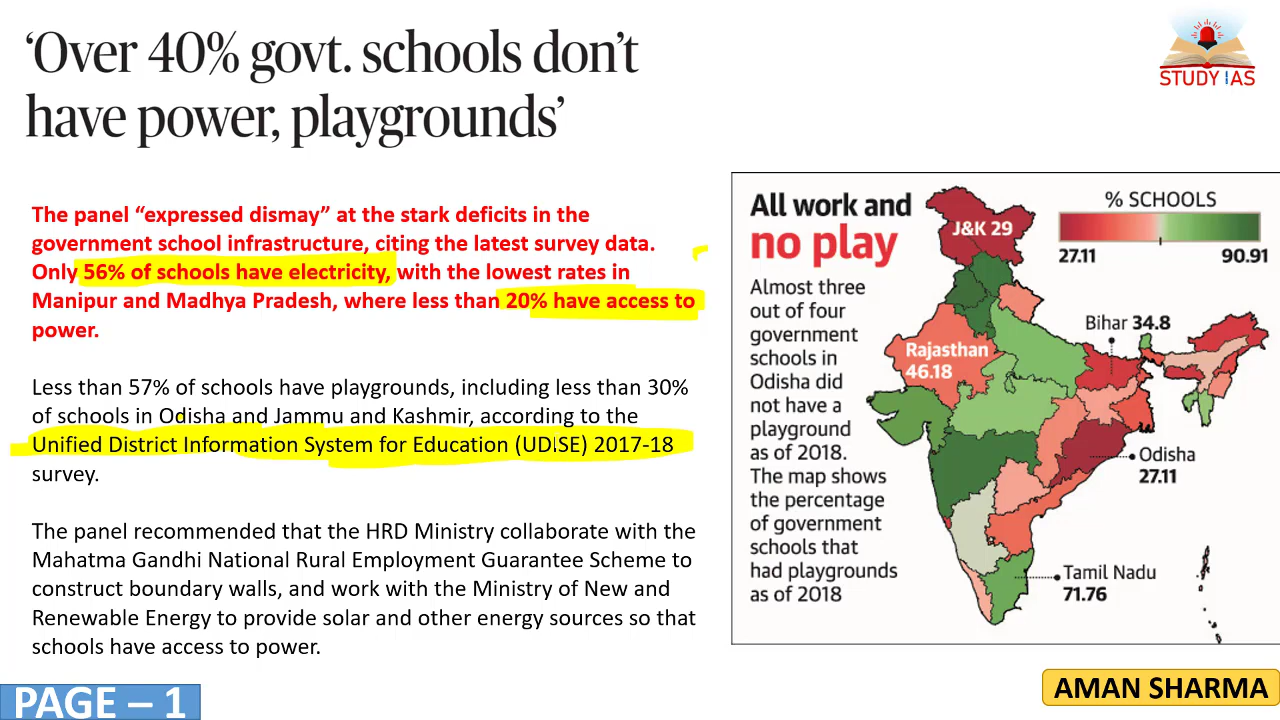 ‘Over 40% govt. schools don’t
have power, playgrounds’
STUDY IAS
The panel “expressed dismay” at the stark deficits in the
government school infrastructure, citing the latest survey data.
Only 56% of schools have electricity, with the lowest rates in
Manipur and Madhya Pradesh, where less than 20% have access to
power.
Less than 57% of schools have playgrounds, including less than 30%
of schools in Odisha and Jammu and Kashmir, according to the
Unified District Information System for Education (UDISE) 2017-18
survey.
The panel recommended that the HRD Ministry collaborate with the
Mahatma Gandhi National Rural Employment Guarantee Scheme to
construct boundary walls, and work with the Ministry of New and
Renewable Energy to provide solar and other energy sources so that
schools have access to power.
All work and
no play
Almost three
out of four
government
schools in
Odisha did
not have a
playground
as of 2018.
The map shows
the percentage
of government
schools that
had playgrounds
as of 2018
% SCHOOLS
27.11 90.91
J&K 29
Bihar 34.8
Rajasthan
46.18
Odisha
27.11
Tamil Nadu
71.76
PAGE – 1
AMAN SHARMA